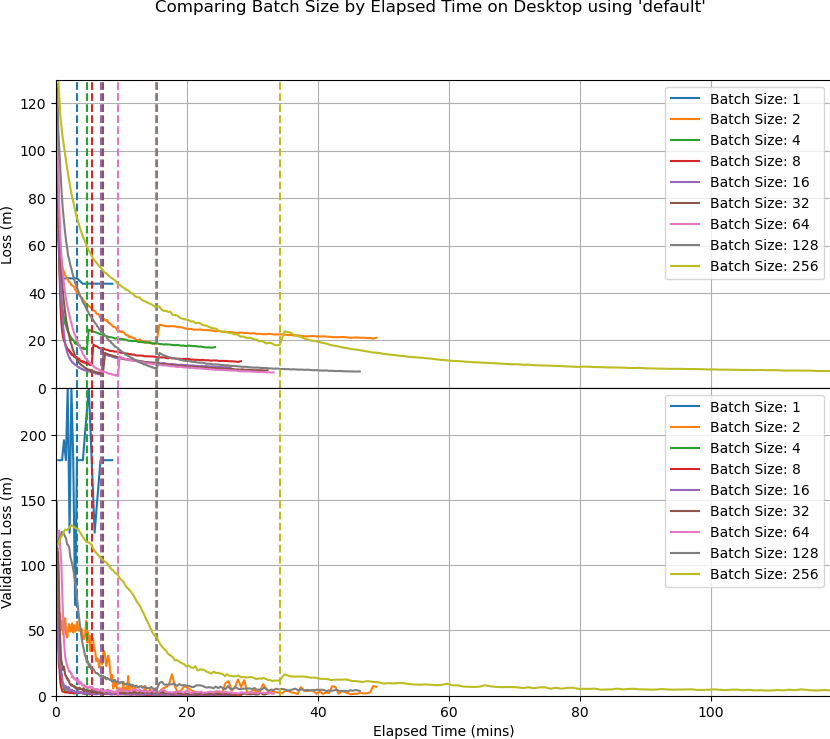 Comparing Batch Size by Elapsed Time on Desktop using 'default'
120
100
80
60
40
20
0
Loss (m)
Batch Size: 1
Batch Size: 2
Batch Size: 4
Batch Size: 8
Batch Size: 16
Batch Size: 32
Batch Size: 64
Batch Size: 128
Batch Size: 256
200
150
100
50
0
Validation Loss (m)
Batch Size: 1
Batch Size: 2
Batch Size: 4
Batch Size: 8
Batch Size: 16
Batch Size: 32
Batch Size: 64
Batch Size: 128
Batch Size: 256
0 20 40 60 80 100
Elapsed Time (mins)